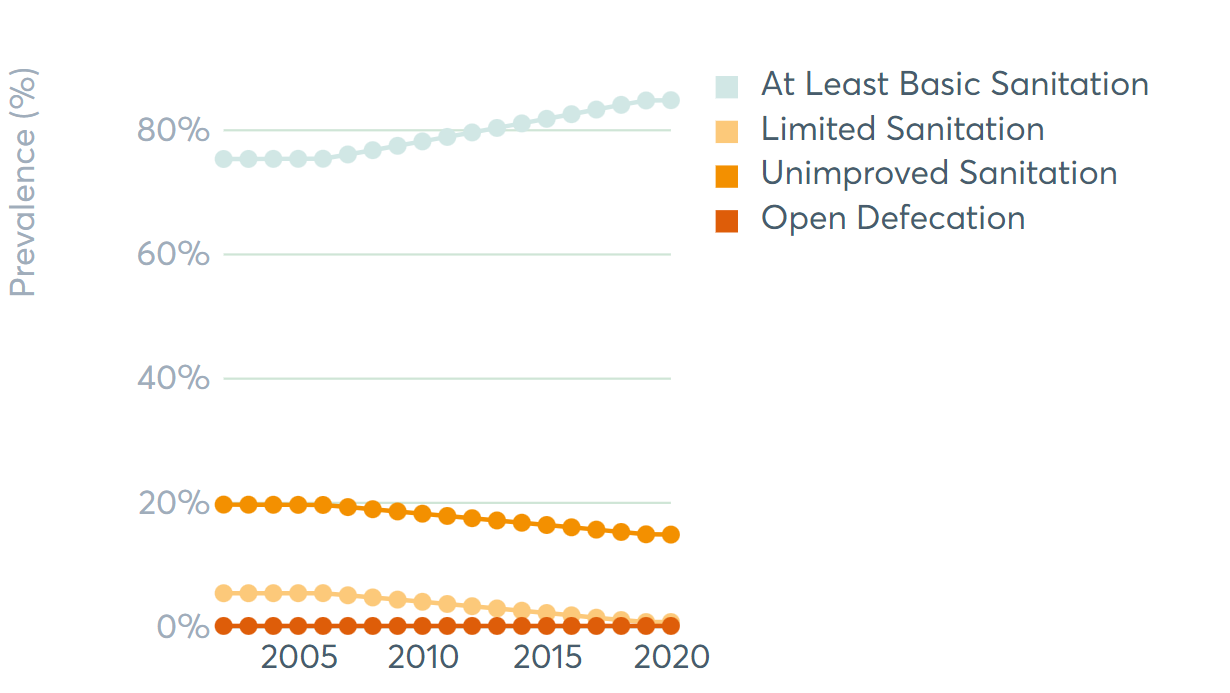 Prevalence (%)
80%
60%
40%
20%
0%
2005
2010
2015
2020
At Least Basic Sanitation
Limited Sanitation
Unimproved Sanitation
Open Defecation